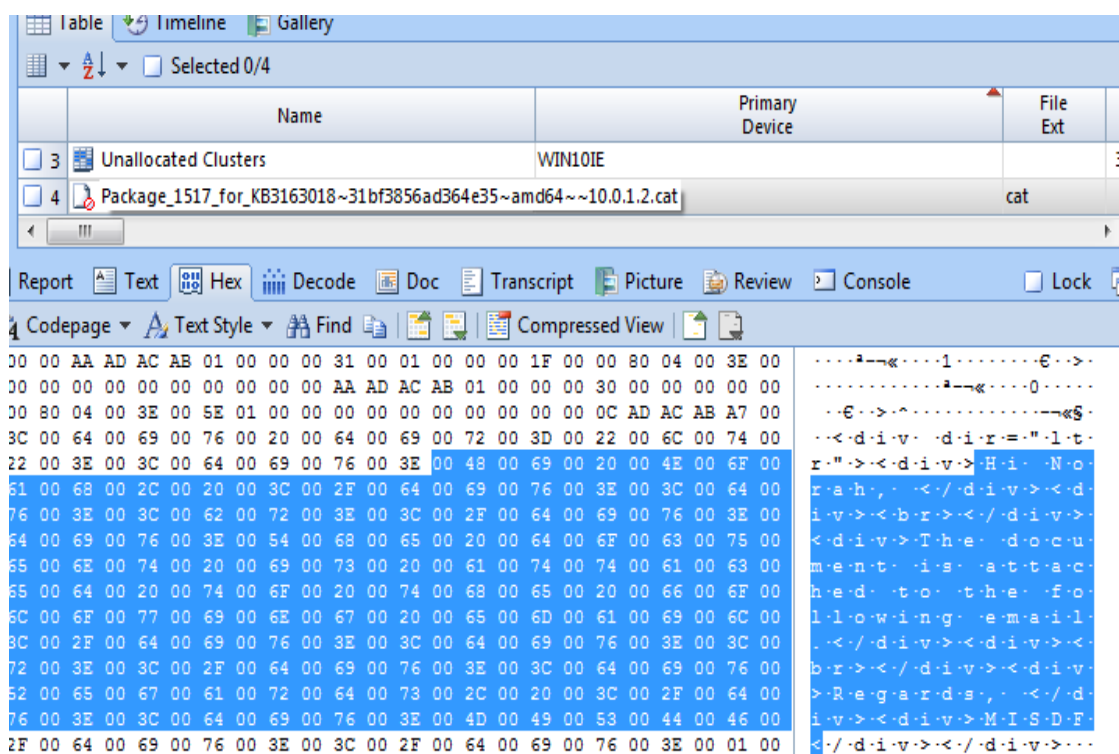 Table Timeline Gallery
Selected 0/4
Name Primary Device File Ext
3 Unallocated Clusters WIN10IE
4 Package_1517_for_KB3163018~31bf3856ad364e35~amd64~~10.0.1.2.cat cat
Report Text Hex Decode Doc Transcript Picture Review Console Lock
Codepage Text Style Find Compressed View
00 00 AA AD AC AB 01 00 00 00 31 00 01 00 00 00 1F 00 00 80 04 00 3E 00 ····ª-¬«····1········€··>·
00 00 00 00 00 00 00 00 00 00 AA AD AC AB 01 00 00 00 30 00 00 00 00 00 ············ª-¬«····0·····
00 80 04 00 3E 00 5E 01 00 00 00 00 00 00 00 00 00 00 0C AD AC AB A7 00 ··€··>·^·············-¬«§·
3C 00 64 00 69 00 76 00 20 00 64 00 69 00 72 00 3D 00 22 00 6C 00 74 00 ··<·d·i·v· ·d·i·r·=·"·l·t·
22 00 3E 00 3C 00 64 00 69 00 76 00 3E 00 48 00 69 00 20 00 4E 00 6F 00 r·"·>·<·d·i·v·>·H·i· ·N·o·
61 00 68 00 2C 00 20 00 3C 00 2F 00 64 00 69 00 76 00 3E 00 3C 00 64 00 r·a·h·,· ·<·/·d·i·v·>·<·d·
76 00 3E 00 3C 00 62 00 72 00 3E 00 3C 00 2F 00 64 00 69 00 76 00 3E 00 i·v·>·<·b·r·>·<·/·d·i·v·>·
64 00 69 00 76 00 3E 00 54 00 68 00 65 00 20 00 64 00 6F 00 63 00 75 00 <·d·i·v·>·T·h·e· ·d·o·c·u·
65 00 6E 00 74 00 20 00 69 00 73 00 20 00 61 00 74 00 74 00 61 00 63 00 m·e·n·t· ·i·s· ·a·t·t·a·c·
65 00 64 00 20 00 74 00 6F 00 20 00 74 00 68 00 65 00 20 00 66 00 6F 00 h·e·d· ·t·o· ·t·h·e· ·f·o·
6C 00 6F 00 77 00 69 00 6E 00 67 00 20 00 65 00 6D 00 61 00 69 00 6C 00 l·l·o·w·i·n·g· ·e·m·a·i·l·
3C 00 2F 00 64 00 69 00 76 00 3E 00 3C 00 64 00 69 00 76 00 3E 00 3C 00 .·<·/·d·i·v·>·<·d·i·v·>·<·
72 00 3E 00 3C 00 2F 00 64 00 69 00 76 00 3E 00 3C 00 64 00 69 00 76 00 b·r·>·<·/·d·i·v·>·<·d·i·v·
52 00 65 00 67 00 61 00 72 00 64 00 73 00 2C 00 20 00 3C 00 2F 00 64 00 >·R·e·g·a·r·d·s·,· ·<·/·d·
76 00 3E 00 3C 00 64 00 69 00 76 00 3E 00 4D 00 49 00 53 00 44 00 46 00 i·v·>·<·d·i·v·>·M·I·S·D·F·
2F 00 64 00 69 00 76 00 3E 00 3C 00 2F 00 64 00 69 00 76 00 3E 00 01 00 <·/·d·i·v·>·<·/·d·i·v·>···